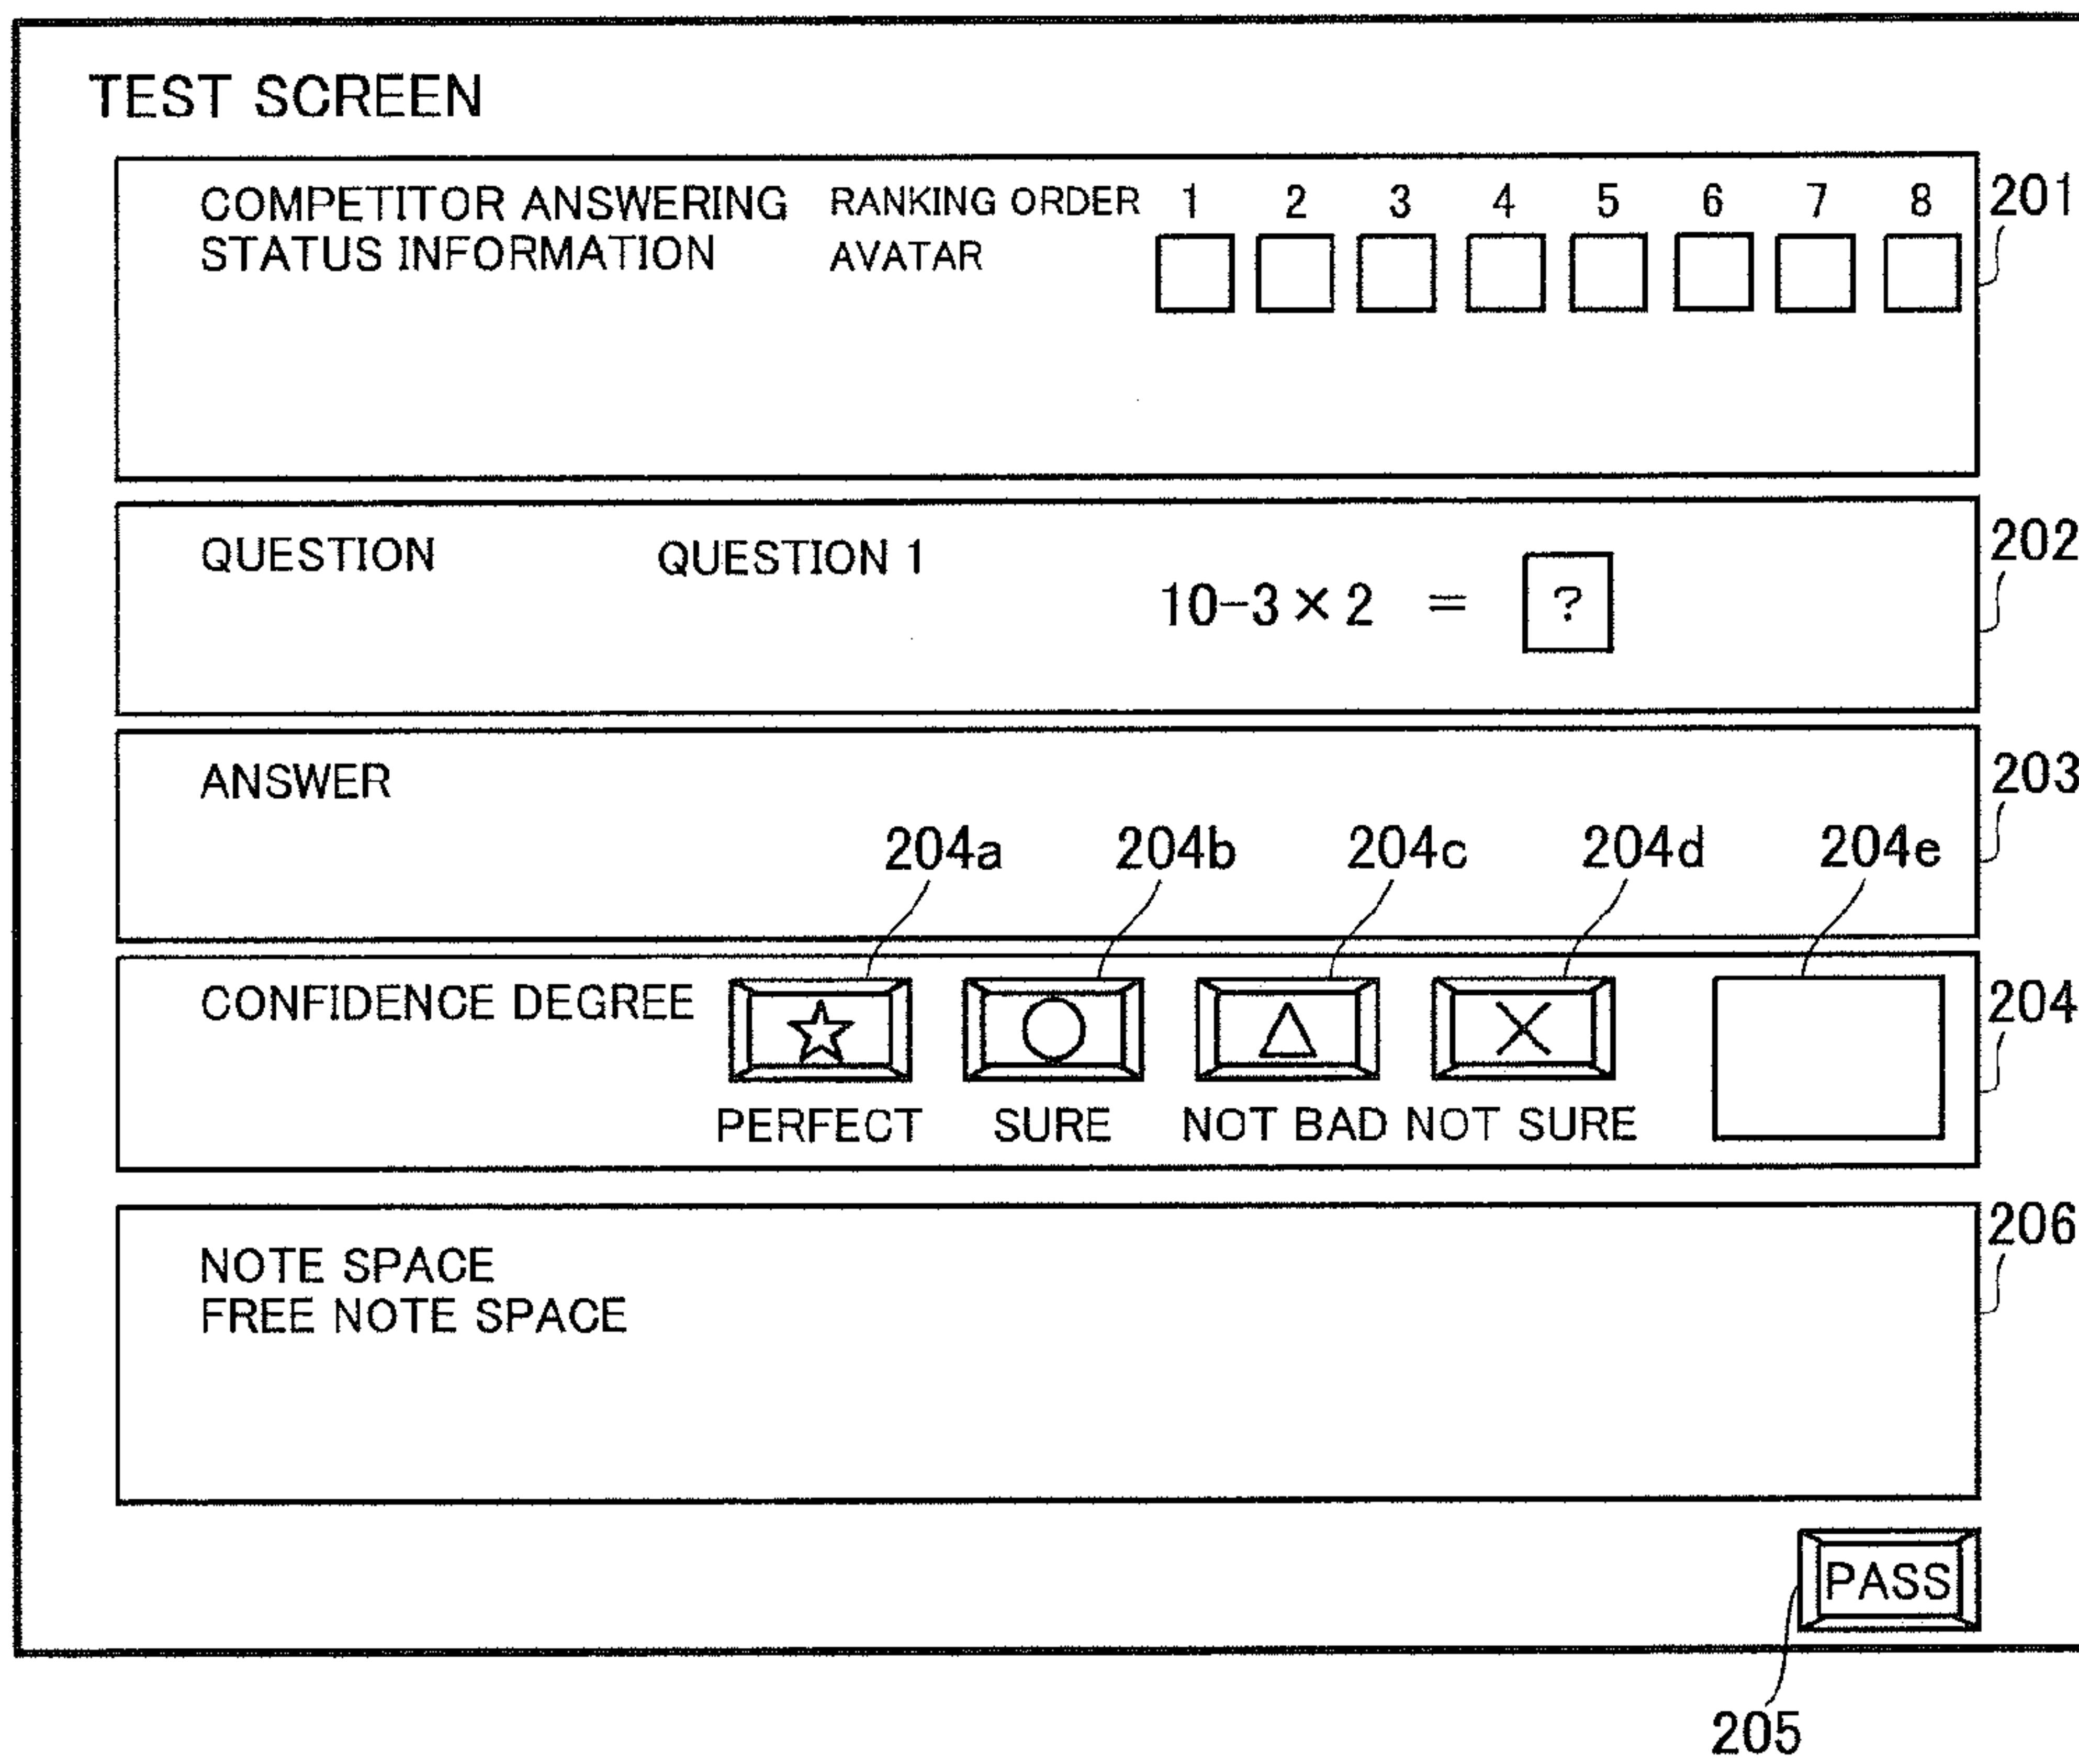 TEST SCREEN
COMPETITOR ANSWERING RANKING ORDER 1 2 3 4 5 6 7 8 201
STATUS INFORMATION AVATAR
QUESTION QUESTION 1 202
10-3×2 = ?
ANSWER 203
204a 204b 204c 204d 204e
CONFIDENCE DEGREE 204
PERFECT SURE NOT BAD NOT SURE
206
NOTE SPACE
FREE NOTE SPACE
PASS
205